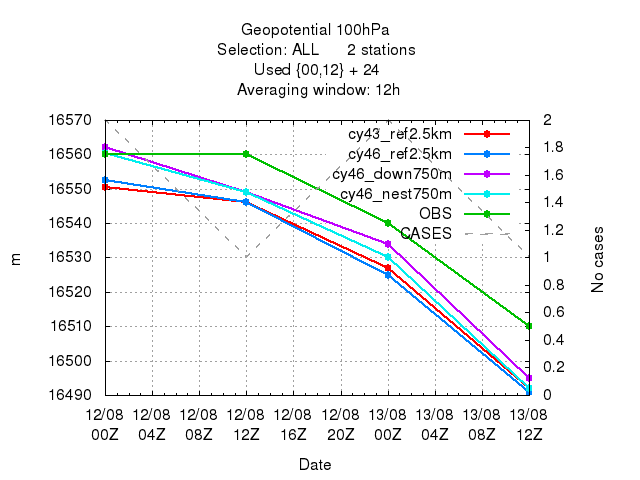 Geopotential 100hPa
Selection: ALL 2 stations
Used {00,12} + 24
Averaging window: 12h
16570
16560
16550
16540
16530
16520
16510
16500
16490
m
cy43_ref2.5km
cy46_ref2.5km
cy46_down750m
cy46_nest750m
OBS
CASES
2
1.8
1.6
1.4
1.2
1
0.8
0.6
0.4
0.2
0
No cases
12/08 12/08 12/08 12/08 12/08 12/08 13/08 13/08 13/08 13/08
00Z 04Z 08Z 12Z 16Z 20Z 00Z 04Z 08Z 12Z
Date